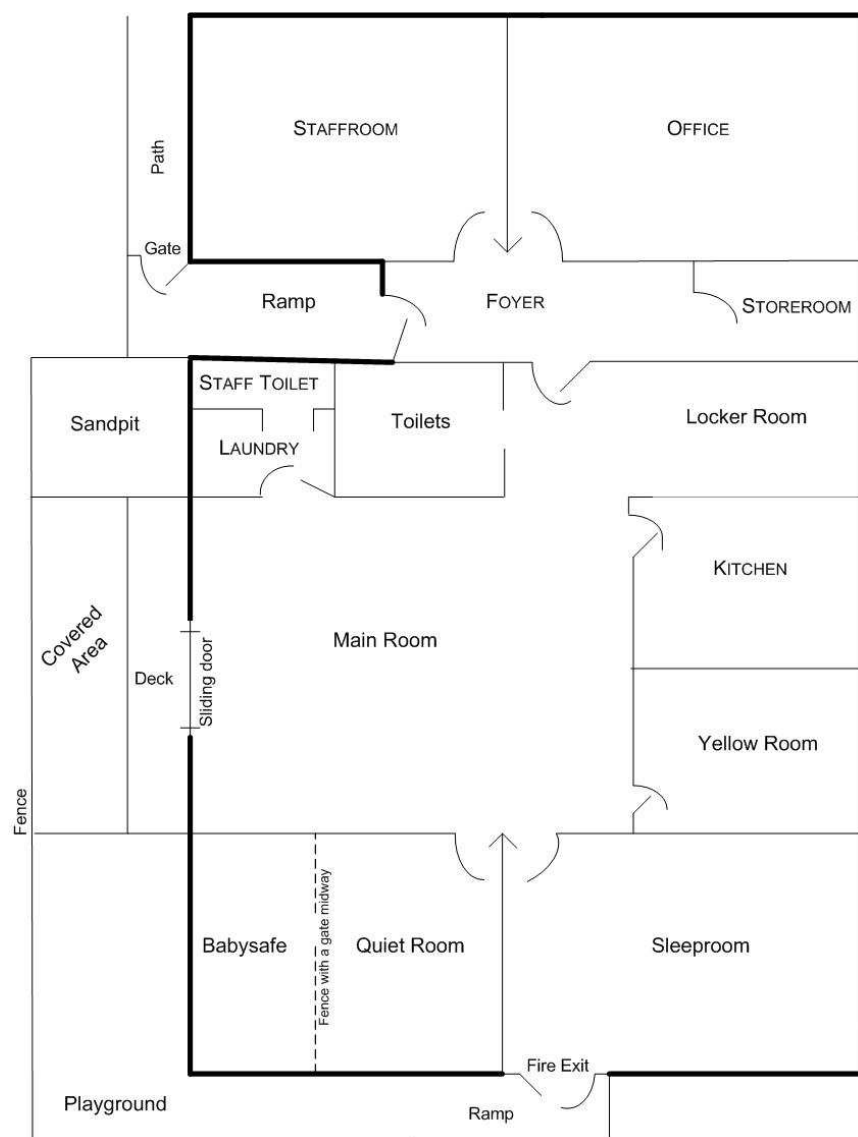 STAFFROOM
OFFICE
Path
Gate
Ramp
FOYER
STOREROOM
STAFF TOILET
Sandpit
LAUNDRY
Toilets
Locker Room
KITCHEN
Covered
Area
Main Room
Deck
Sliding door
Yellow Room
Fence
Babysafe
Fence with a gate midway
Quiet Room
Sleeproom
Fire Exit
Playground
Ramp